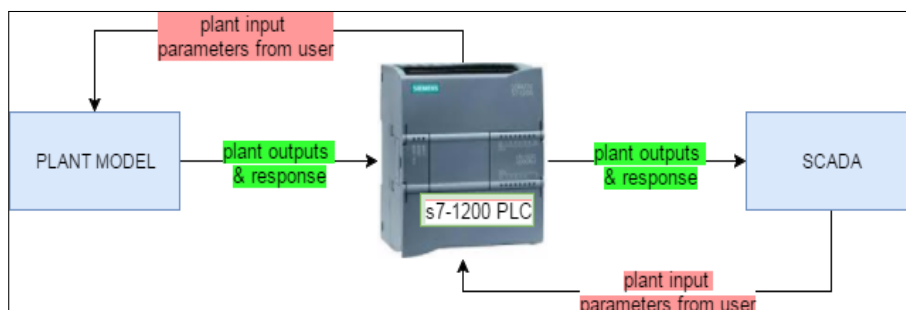 plant input
parameters from user
SIEMENS
PLANT MODEL
plant outputs
& response
plant outputs
& response
SCADA
s7-1200 PLC
plant input
parameters from user